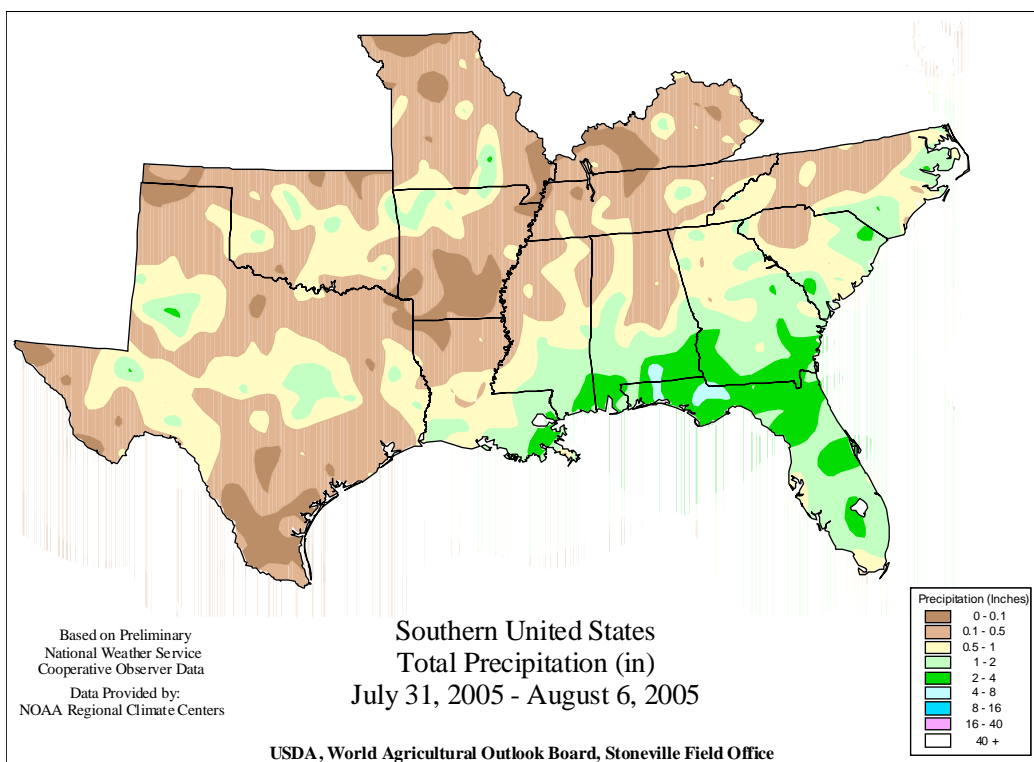 Precipitation (Inches)
0 - 0.1
0.1 - 0.5
0.5 - 1
1 - 2
2 - 4
4 - 8
8 - 16
16 - 40
40 +
Based on Preliminary
National Weather Service
Cooperative Observer Data
Data Provided by:
NOAA Regional Climate Centers
Southern United States
Total Precipitation (in)
July 31, 2005 - August 6, 2005
USDA, World Agricultural Outlook Board, Stoneville Field Office